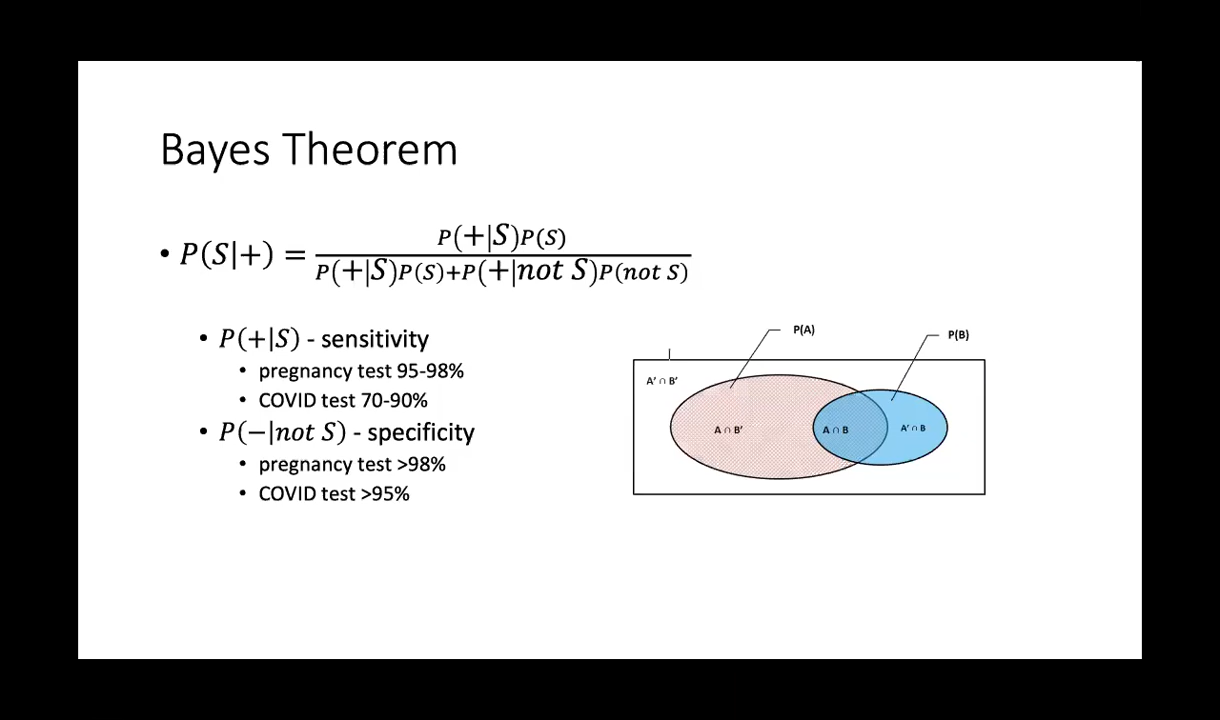 Bayes Theorem
• P(S|+) = P(+|S)P(S) / P(+|S)P(S)+P(+|not S)P(not S)
• P(+|S) - sensitivity
• pregnancy test 95-98%
• COVID test 70-90%
• P(−|not S) - specificity
• pregnancy test >98%
• COVID test >95%
P(A)
P(B)
A′ ∩ B′
A ∩ B′
A ∩ B
A′ ∩ B